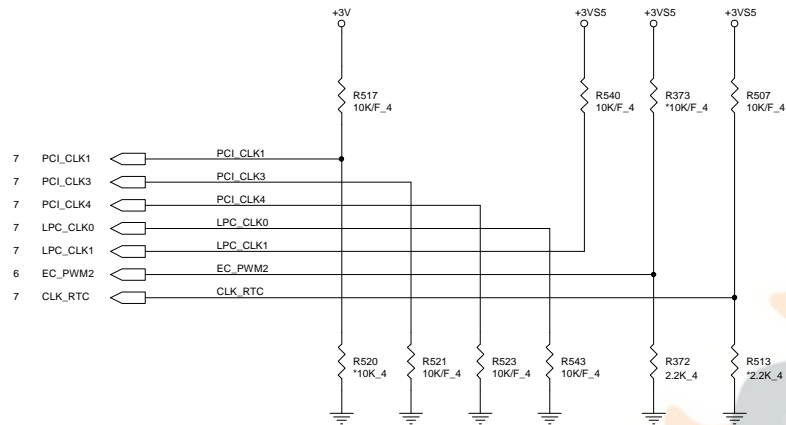 +3V +3VS5 +3VS5 +3VS5
R517
10K/F_4
R540
10K/F_4
R373
*10K/F_4
R507
10K/F_4
7 PCI_CLK1 PCI_CLK1
7 PCI_CLK3 PCI_CLK3
7 PCI_CLK4 PCI_CLK4
7 LPC_CLK0 LPC_CLK0
7 LPC_CLK1 LPC_CLK1
6 EC_PWM2 EC_PWM2
7 CLK_RTC CLK_RTC
R520
*10K_4
R521
10K/F_4
R523
10K/F_4
R543
10K/F_4
R372
2.2K_4
R513
*2.2K_4